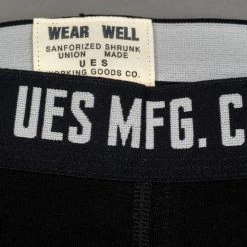 WEAR WELL
SANFORIZED SHRUNK
UNION MADE
UES
WORKING GOODS CO.
UES MFG. C